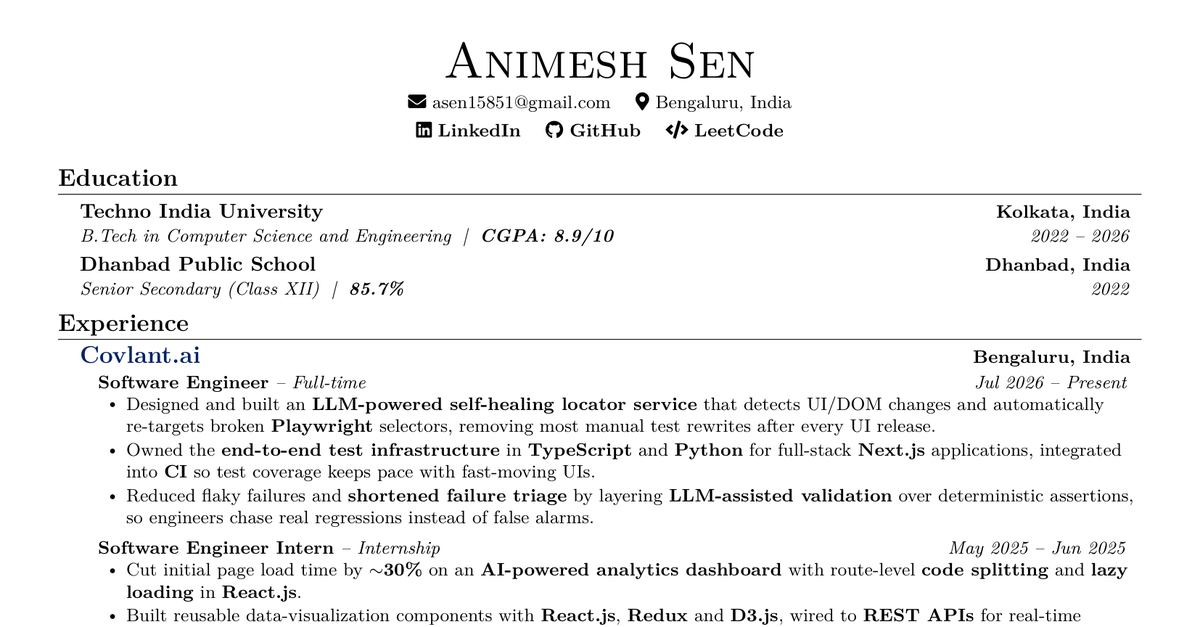 Animesh Sen
asen15851@gmail.com Bengaluru, India
LinkedIn GitHub LeetCode
Education
Techno India University Kolkata, India
B.Tech in Computer Science and Engineering | CGPA: 8.9/10 2022 – 2026
Dhanbad Public School Dhanbad, India
Senior Secondary (Class XII) | 85.7% 2022
Experience
Covlant.ai Bengaluru, India
Software Engineer – Full-time Jul 2026 – Present
• Designed and built an LLM-powered self-healing locator service that detects UI/DOM changes and automatically
re-targets broken Playwright selectors, removing most manual test rewrites after every UI release.
• Owned the end-to-end test infrastructure in TypeScript and Python for full-stack Next.js applications, integrated
into CI so test coverage keeps pace with fast-moving UIs.
• Reduced flaky failures and shortened failure triage by layering LLM-assisted validation over deterministic assertions,
so engineers chase real regressions instead of false alarms.
Software Engineer Intern – Internship May 2025 – Jun 2025
• Cut initial page load time by ~30% on an AI-powered analytics dashboard with route-level code splitting and lazy
loading in React.js.
• Built reusable data-visualization components with React.js, Redux and D3.js, wired to REST APIs for real-time